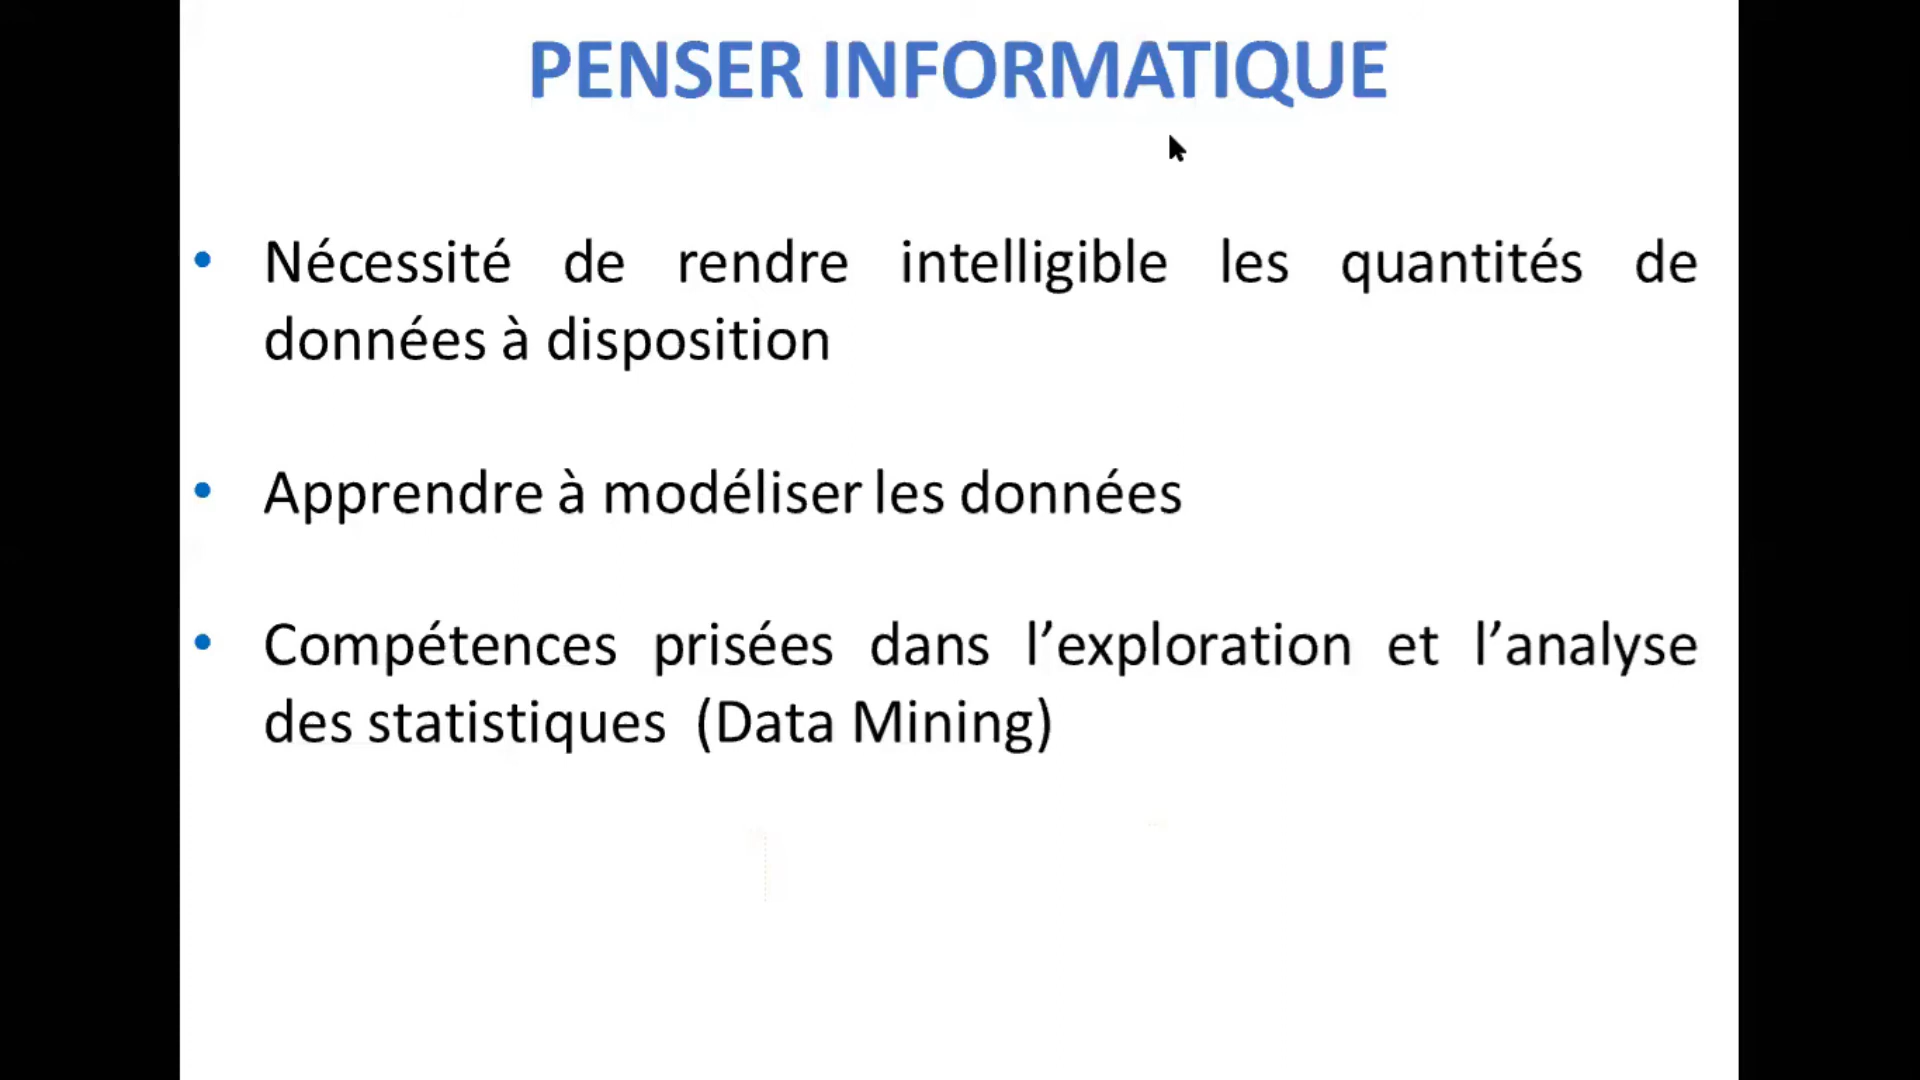 PENSER INFORMATIQUE
• Nécessité de rendre intelligible les quantités de
données à disposition
• Apprendre à modéliser les données
• Compétences prisées dans l’exploration et l’analyse
des statistiques (Data Mining)